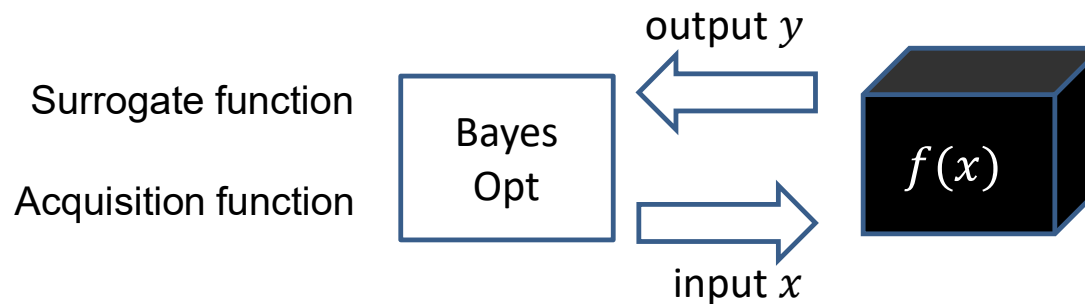 output y
Surrogate function
Bayes
Opt
f(x)
Acquisition function
input x